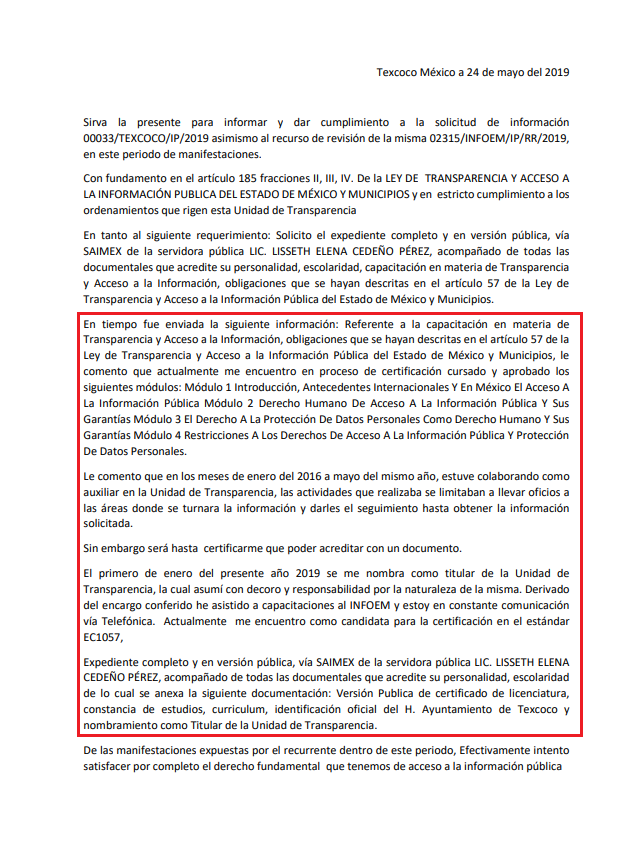 Texcoco México a 24 de mayo del 2019
Sirva la presente para informar y dar cumplimiento a la solicitud de información
00033/TEXCOCO/IP/2019 asimismo al recurso de revisión de la misma 02315/INFOEM/IP/RR/2019,
en este periodo de manifestaciones.
Con fundamento en el artículo 185 fracciones II, III, IV. De la LEY DE TRANSPARENCIA Y ACCESO A
LA INFORMACIÓN PUBLICA DEL ESTADO DE MÉXICO Y MUNICIPIOS y en estricto cumplimiento a los
ordenamientos que rigen esta Unidad de Transparencia
En tanto al siguiente requerimiento: Solicito el expediente completo y en versión pública, vía
SAIMEX de la servidora pública LIC. LISSETH ELENA CEDEÑO PÉREZ, acompañado de todas las
documentales que acredite su personalidad, escolaridad, capacitación en materia de Transparencia
y Acceso a la Información, obligaciones que se hayan descritas en el artículo 57 de la Ley de
Transparencia y Acceso a la Información Pública del Estado de México y Municipios.
En tiempo fue enviada la siguiente información: Referente a la capacitación en materia de
Transparencia y Acceso a la Información, obligaciones que se hayan descritas en el artículo 57 de la
Ley de Transparencia y Acceso a la Información Pública del Estado de México y Municipios, le
comento que actualmente me encuentro en proceso de certificación cursado y aprobado los
siguientes módulos: Módulo 1 Introducción, Antecedentes Internacionales Y En México El Acceso A
La Información Pública Módulo 2 Derecho Humano De Acceso A La Información Pública Y Sus
Garantías Módulo 3 El Derecho A La Protección De Datos Personales Como Derecho Humano Y Sus
Garantías Módulo 4 Restricciones A Los Derechos De Acceso A La Información Pública Y Protección
De Datos Personales.
Le comento que en los meses de enero del 2016 a mayo del mismo año, estuve colaborando como
auxiliar en la Unidad de Transparencia, las actividades que realizaba se limitaban a llevar oficios a
las áreas donde se turnara la información y darles el seguimiento hasta obtener la información
solicitada.
Sin embargo será hasta certificarme que poder acreditar con un documento.
El primero de enero del presente año 2019 se me nombra como titular de la Unidad de
Transparencia, la cual asumí con decoro y responsabilidad por la naturaleza de la misma. Derivado
del encargo conferido he asistido a capacitaciones al INFOEM y estoy en constante comunicación
vía Telefónica. Actualmente me encuentro como candidata para la certificación en el estándar
EC1057,
Expediente completo y en versión pública, vía SAIMEX de la servidora pública LIC. LISSETH ELENA
CEDEÑO PÉREZ, acompañado de todas las documentales que acredite su personalidad, escolaridad
de lo cual se anexa la siguiente documentación: Versión Publica de certificado de licenciatura,
constancia de estudios, curriculum, identificación oficial del H. Ayuntamiento de Texcoco y
nombramiento como Titular de la Unidad de Transparencia.
De las manifestaciones expuestas por el recurrente dentro de este periodo, Efectivamente intento
satisfacer por completo el derecho fundamental que tenemos de acceso a la información pública